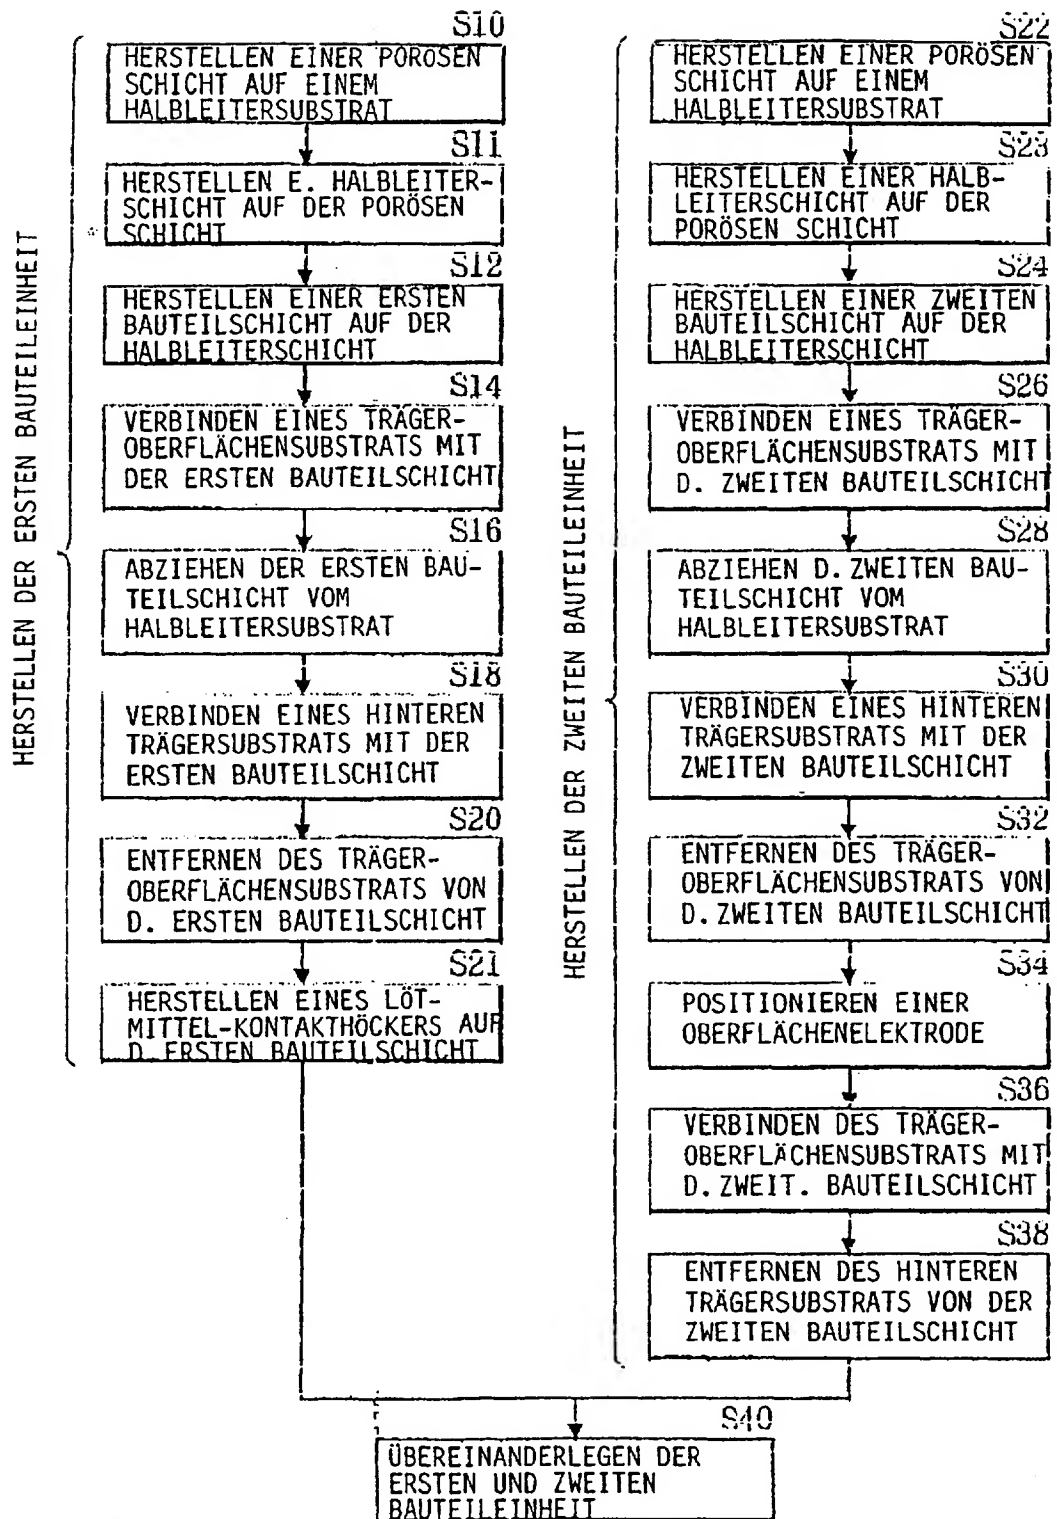 HERSTELLEN DER ERSTEN BAUTEILEINHEIT
S10
HERSTELLEN EINER PORÖSEN
SCHICHT AUF EINEM
HALBLEITERSUBSTRAT
S11
HERSTELLEN E. HALBLEITER-
SCHICHT AUF DER PORÖSEN
SCHICHT
S12
HERSTELLEN EINER ERSTEN
BAUTEILSCHICHT AUF DER
HALBLEITERSCHICHT
S14
VERBINDEN EINES TRÄGER-
OBERFLÄCHENSUBSTRATS MIT
DER ERSTEN BAUTEILSCHICHT
S16
ABZIEHEN DER ERSTEN BAU-
TEILSCHICHT VOM
HALBLEITERSUBSTRAT
S18
VERBINDEN EINES HINTEREN
TRÄGERSUBSTRATS MIT DER
ERSTEN BAUTEILSCHICHT
S20
ENTFERNEN DES TRÄGER-
OBERFLÄCHENSUBSTRATS VON
D. ERSTEN BAUTEILSCHICHT
S21
HERSTELLEN EINES LÖT-
MITTEL-KONTAKTHÖCKERS AUF
D. ERSTEN BAUTEILSCHICHT
HERSTELLEN DER ZWEITEN BAUTEILEINHEIT
S22
HERSTELLEN EINER PORÖSEN
SCHICHT AUF EINEM
HALBLEITERSUBSTRAT
S23
HERSTELLEN EINER HALB-
LEITERSCHICHT AUF DER
PORÖSEN SCHICHT
S24
HERSTELLEN EINER ZWEITEN
BAUTEILSCHICHT AUF DER
HALBLEITERSCHICHT
S26
VERBINDEN EINES TRÄGER-
OBERFLÄCHENSUBSTRATS MIT
D. ZWEITEN BAUTEILSCHICHT
S28
ABZIEHEN D. ZWEITEN BAU-
TEILSCHICHT VOM
HALBLEITERSUBSTRAT
S30
VERBINDEN EINES HINTEREN
TRÄGERSUBSTRATS MIT DER
ZWEITEN BAUTEILSCHICHT
S32
ENTFERNEN DES TRÄGER-
OBERFLÄCHENSUBSTRATS VON
D. ZWEITEN BAUTEILSCHICHT
S34
POSITIONIEREN EINER
OBERFLÄCHENELEKTRODE
S36
VERBINDEN DES TRÄGER-
OBERFLÄCHENSUBSTRATS MIT
D. ZWEIT. BAUTEILSCHICHT
S38
ENTFERNEN DES HINTEREN
TRÄGERSUBSTRATS VON DER
ZWEITEN BAUTEILSCHICHT
S40
ÜBEREINANDERLEGEN DER
ERSTEN UND ZWEITEN
BAUTEILEINHEIT